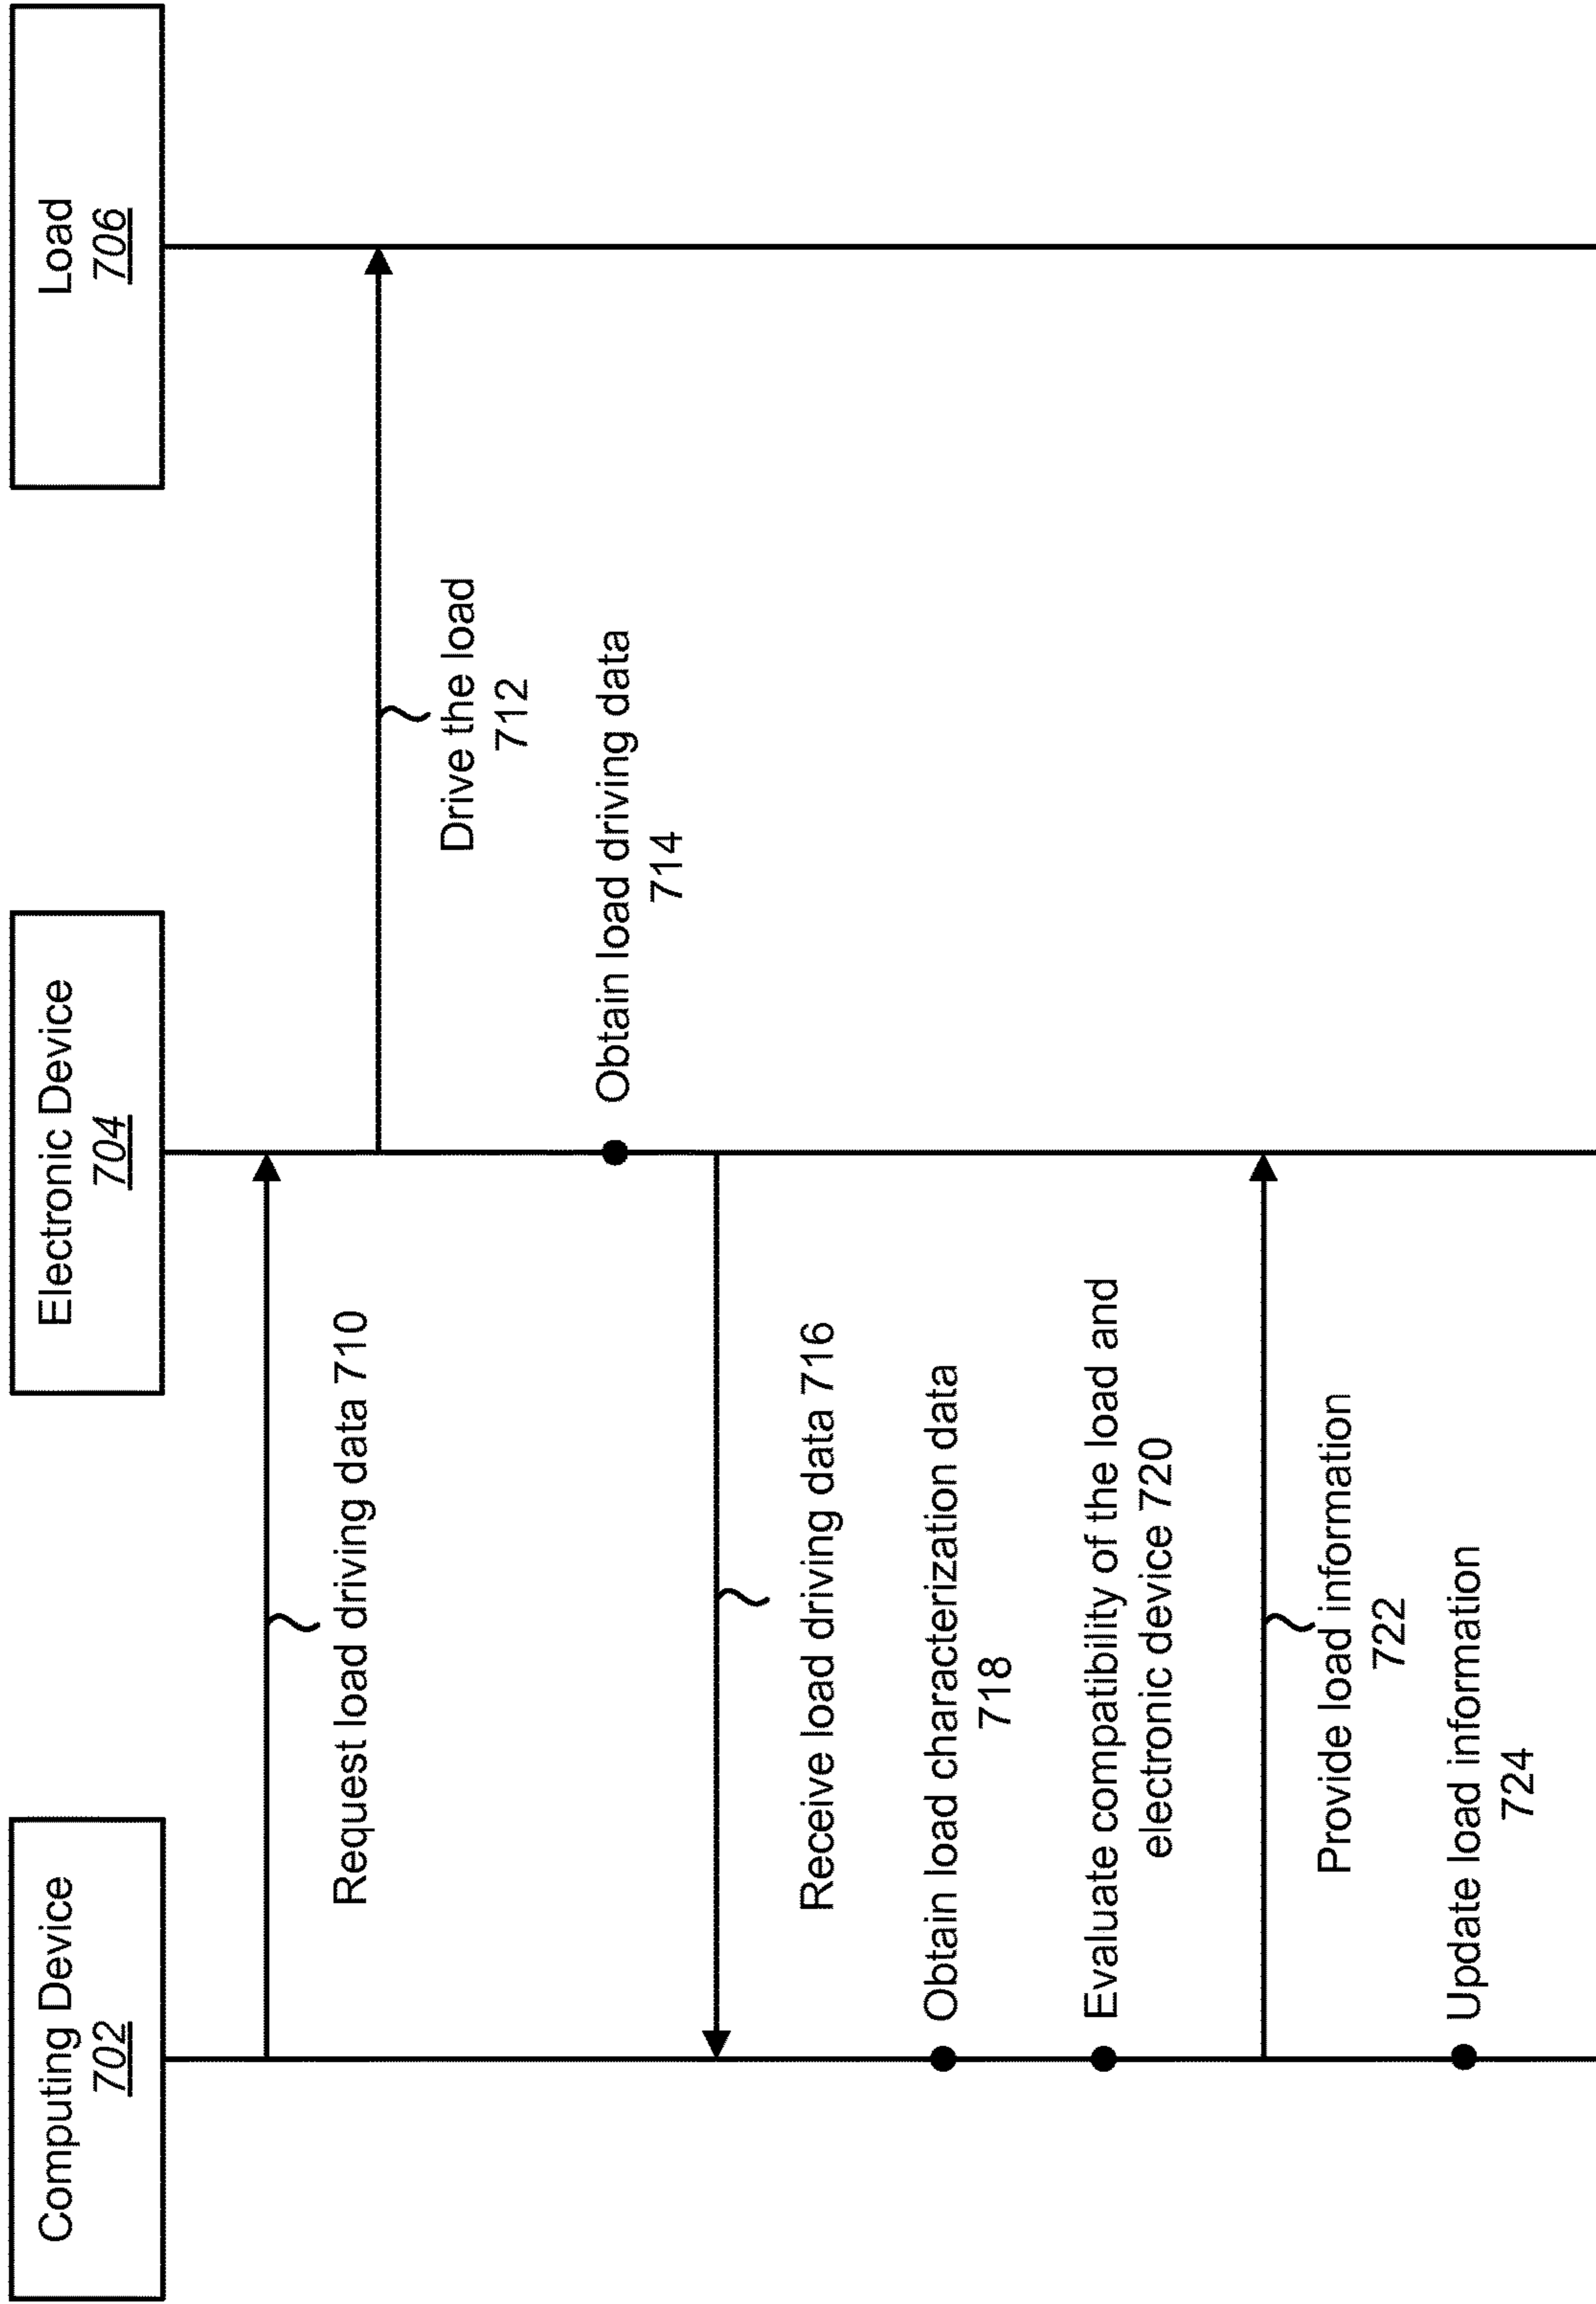 Computing Device
702
Electronic Device
704
Load
706
Request load driving data 710
Drive the load
712
Obtain load driving data
714
Receive load driving data 716
Obtain load characterization data
718
Evaluate compatibility of the load and
electronic device 720
Provide load information
722
Update load information
724